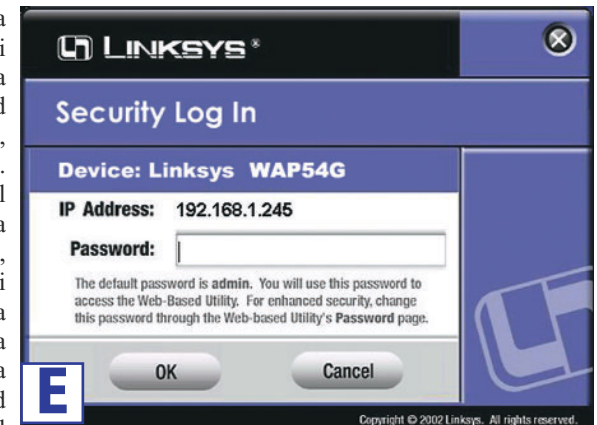 LINKSYS®
Security Log In
Device: Linksys WAP54G
IP Address: 192.168.1.245
Password:
The default password is admin. You will use this password to
access the Web-Based Utility. For enhanced security, change
this password through the Web-based Utility's Password page.
OK Cancel
E
Copyright © 2002 Linksys. All rights reserved.